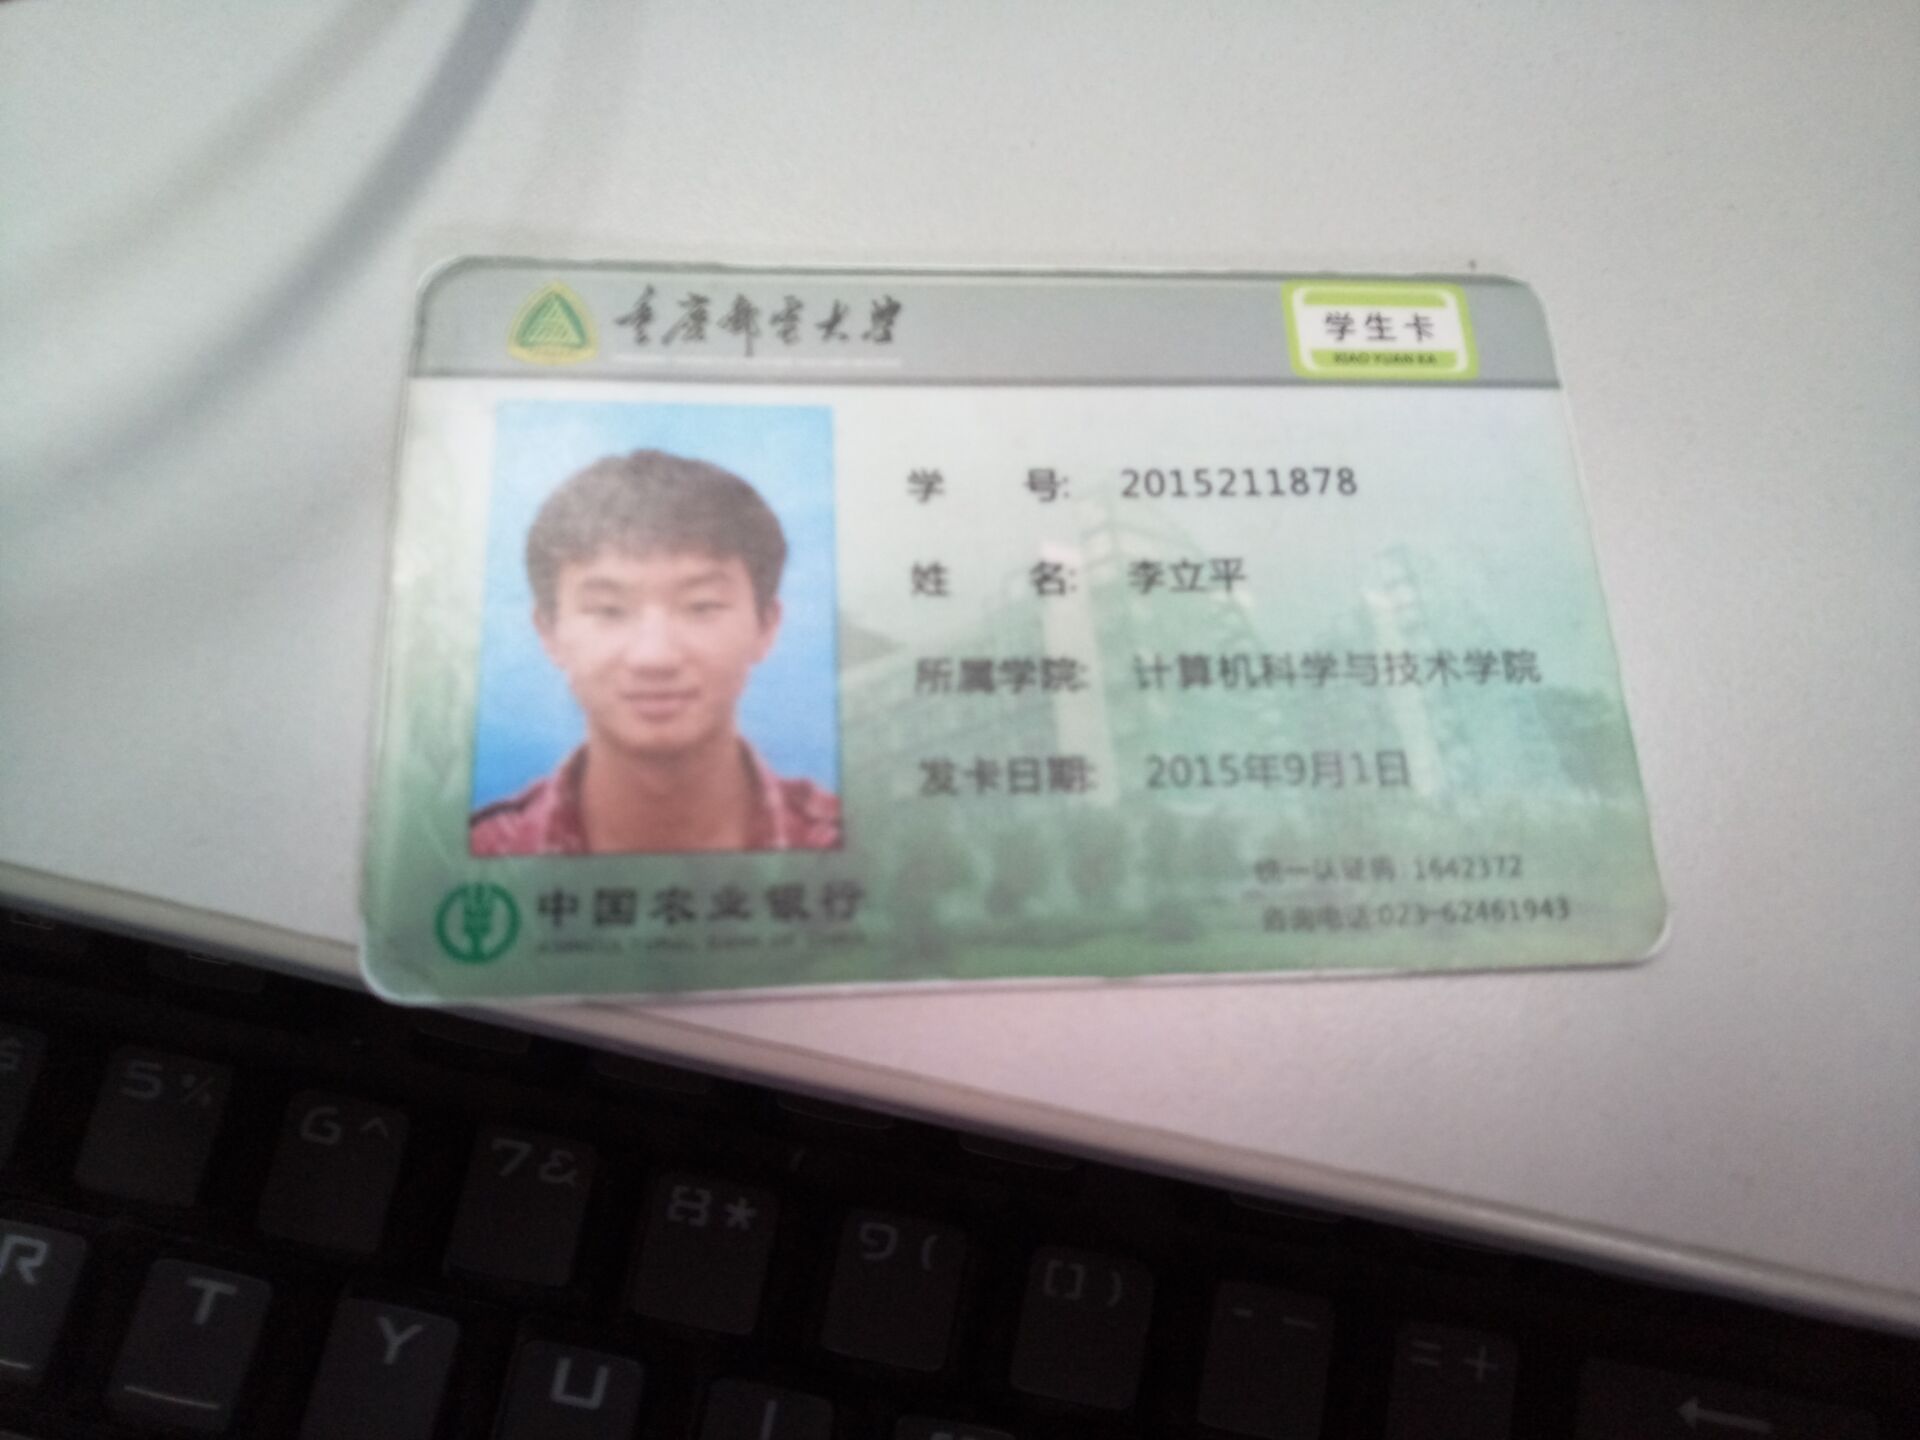 重庆邮电大学
学生卡
XIAO YUAN KA
学 号: 2015211878
姓 名: 李立平
所属学院: 计算机科学与技术学院
发卡日期: 2015年9月1日
统一认证码 1642372
咨询电话:023-62461943
中国农业银行
5 %
6 ^
7 &
8 *
9 (
0 )
- _
= +
←
R
T
Y
U
I